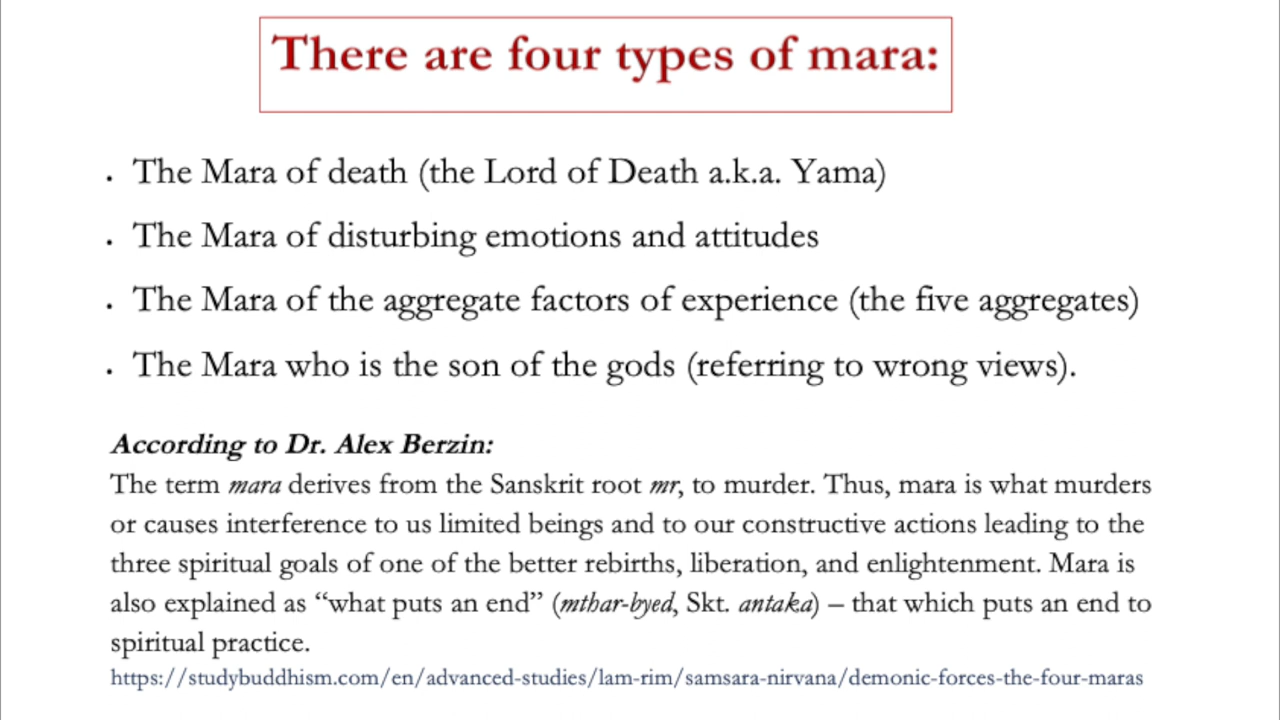 There are four types of mara:
. The Mara of death (the Lord of Death a.k.a. Yama)
. The Mara of disturbing emotions and attitudes
. The Mara of the aggregate factors of experience (the five aggregates)
. The Mara who is the son of the gods (referring to wrong views).
According to Dr. Alex Berzin:
The term mara derives from the Sanskrit root mr, to murder. Thus, mara is what murders
or causes interference to us limited beings and to our constructive actions leading to the
three spiritual goals of one of the better rebirths, liberation, and enlightenment. Mara is
also explained as “what puts an end” (mthar-byed, Skt. antaka) – that which puts an end to
spiritual practice.
https://studybuddhism.com/en/advanced-studies/lam-rim/samsara-nirvana/demonic-forces-the-four-maras